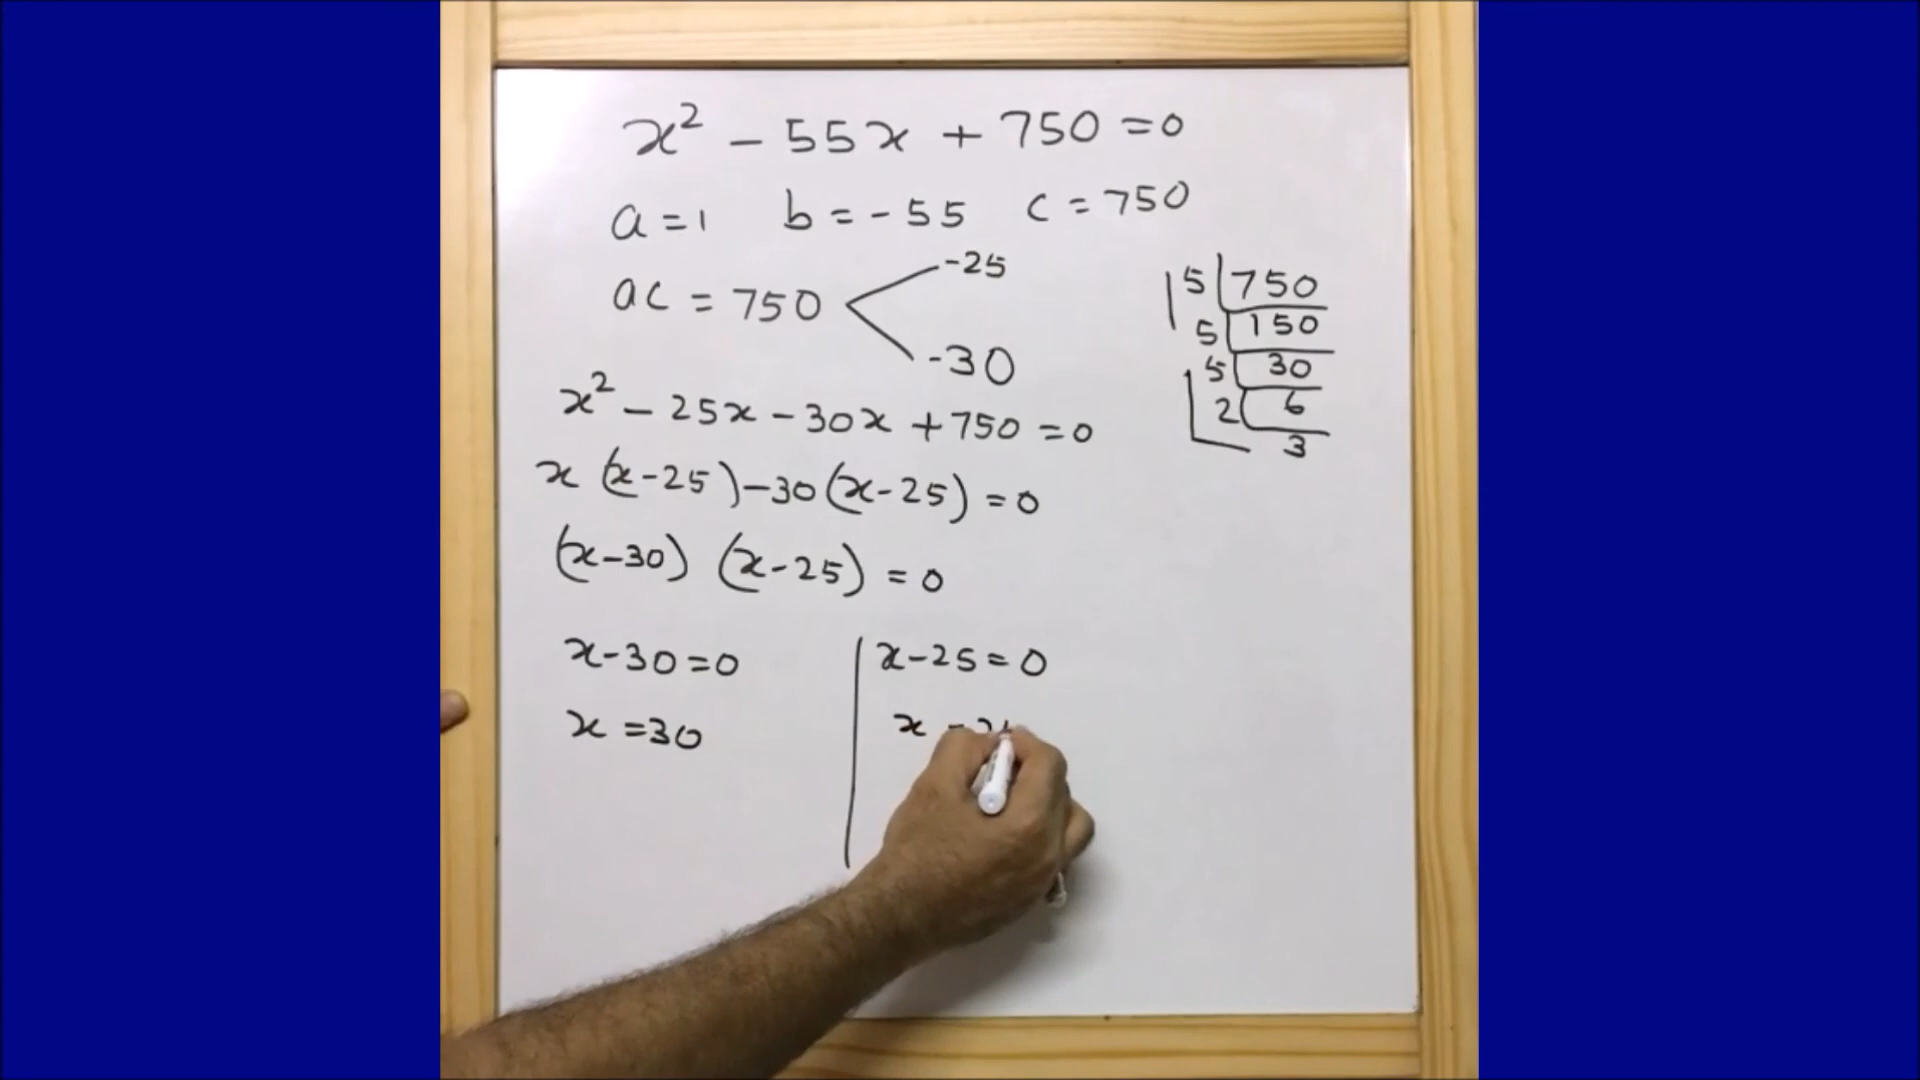 x² - 55x + 750 = 0
a = 1 b = - 55 c = 750
ac = 750 -25
-30
5 750
5 150
5 30
2 6
3
x² - 25x - 30x + 750 = 0
x (x-25) - 30 (x-25) = 0
(x-30) (x-25) = 0
x-30 = 0 x-25 = 0
x = 30 x